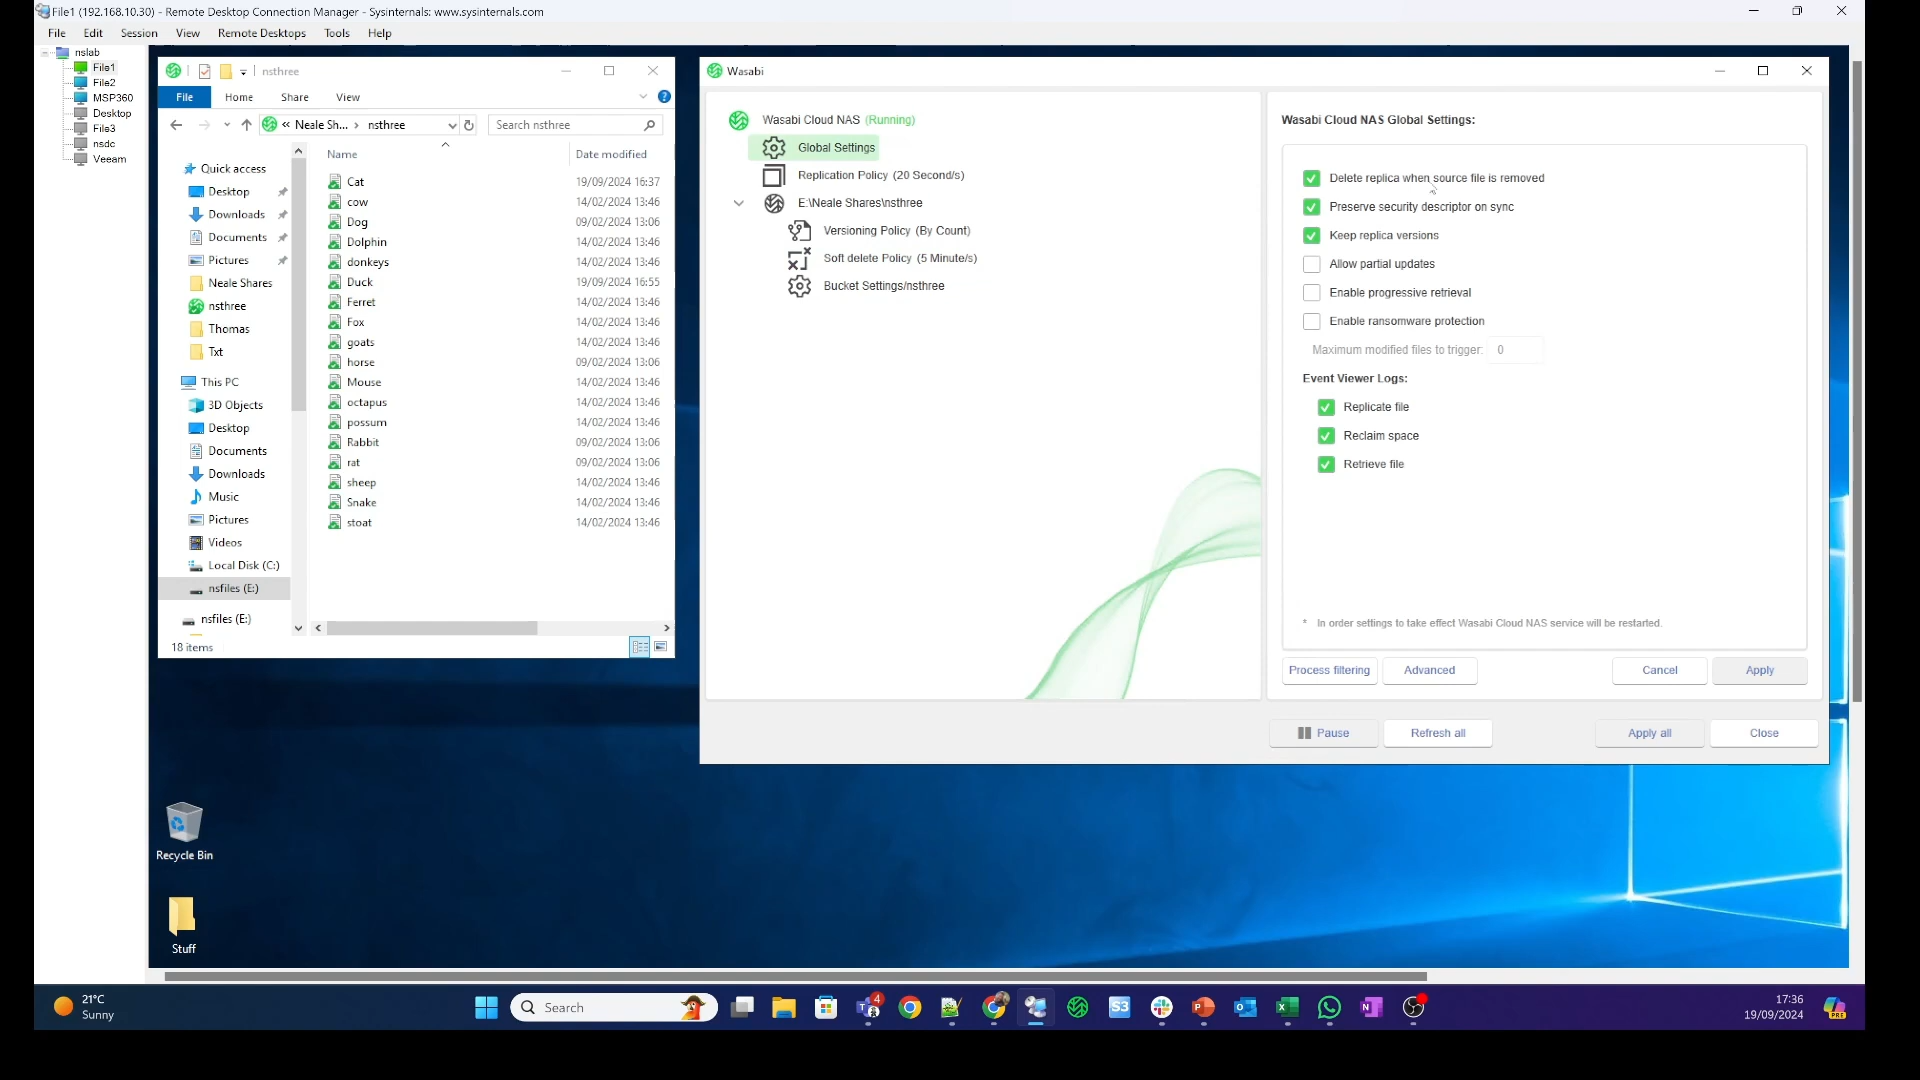 File1 (192.168.10.30) - Remote Desktop Connection Manager - Sysinternals: www.sysinternals.com
File Edit Session View Remote Desktops Tools Help
nslab
File1
File2
MSP360
Desktop
File3
nsdc
Veeam
nsthree
File Home Share View
« Neale Sh... › nsthree
Search nsthree
Name Date modified
Quick access
Desktop
Downloads
Documents
Pictures
Neale Shares
nsthree
Thomas
Txt
This PC
3D Objects
Desktop
Documents
Downloads
Music
Pictures
Videos
Local Disk (C:)
nsfiles (E:)
nsfiles (E:)
Cat 19/09/2024 16:37
cow 14/02/2024 13:46
Dog 09/02/2024 13:06
Dolphin 14/02/2024 13:46
donkeys 14/02/2024 13:46
Duck 19/09/2024 16:55
Ferret 14/02/2024 13:46
Fox 14/02/2024 13:46
goats 14/02/2024 13:46
horse 09/02/2024 13:06
Mouse 14/02/2024 13:46
octapus 14/02/2024 13:46
possum 14/02/2024 13:46
Rabbit 09/02/2024 13:06
rat 09/02/2024 13:06
sheep 14/02/2024 13:46
Snake 14/02/2024 13:46
stoat 14/02/2024 13:46
18 items
Wasabi
Wasabi Cloud NAS (Running)
Global Settings
Replication Policy (20 Second/s)
E:\Neale Shares\nsthree
Versioning Policy (By Count)
Soft delete Policy (5 Minute/s)
Bucket Settings/nsthree
Wasabi Cloud NAS Global Settings:
Delete replica when source file is removed
Preserve security descriptor on sync
Keep replica versions
Allow partial updates
Enable progressive retrieval
Enable ransomware protection
Maximum modified files to trigger: 0
Event Viewer Logs:
Replicate file
Reclaim space
Retrieve file
* In order settings to take effect Wasabi Cloud NAS service will be restarted.
Process filtering Advanced Cancel Apply
Pause Refresh all Apply all Close
Recycle Bin
Stuff
21°C
Sunny
Search
4
S3
17:36
19/09/2024
PRE